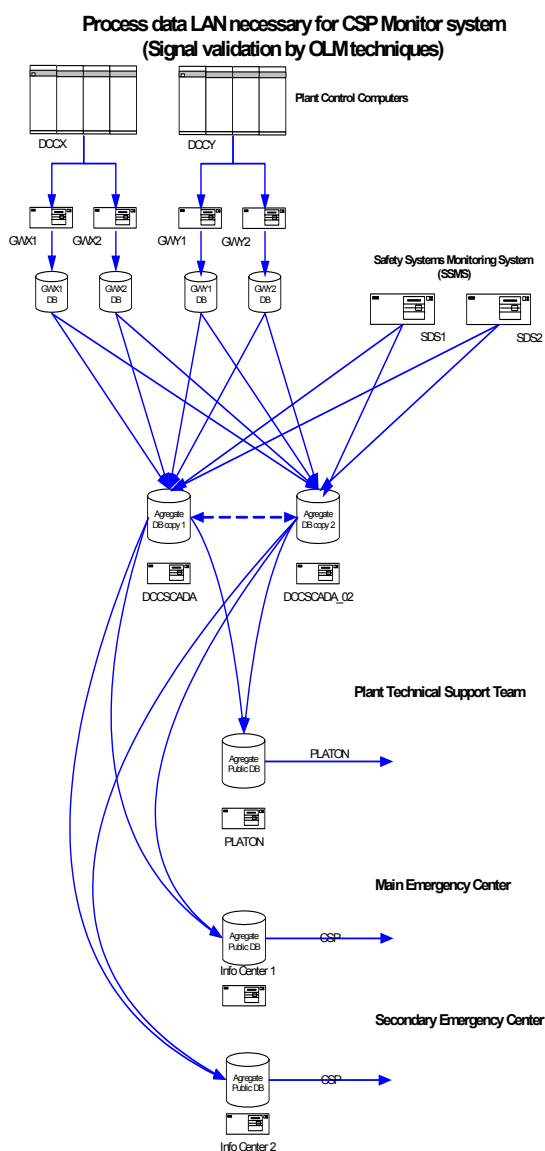 Process data LAN necessary for CSP Monitor system
(Signal validation by OLM techniques)
Plant Control Computers
DCCX
DCCY
GWX1
GWX2
GWY1
GWY2
GWX1
DB
GWX2
DB
GWY1
DB
GWY2
DB
Safety Systems Monitoring System
(SSMS)
SDS1
SDS2
Agregate
DB copy 1
Agregate
DB copy 2
DCCSCADA
DCCSCADA_02
Plant Technical Support Team
Agregate
Public DB
PLATON
PLATON
Main Emergency Center
Agregate
Public DB
CSP
Info Center 1
Secondary Emergency Center
Agregate
Public DB
CSP
Info Center 2